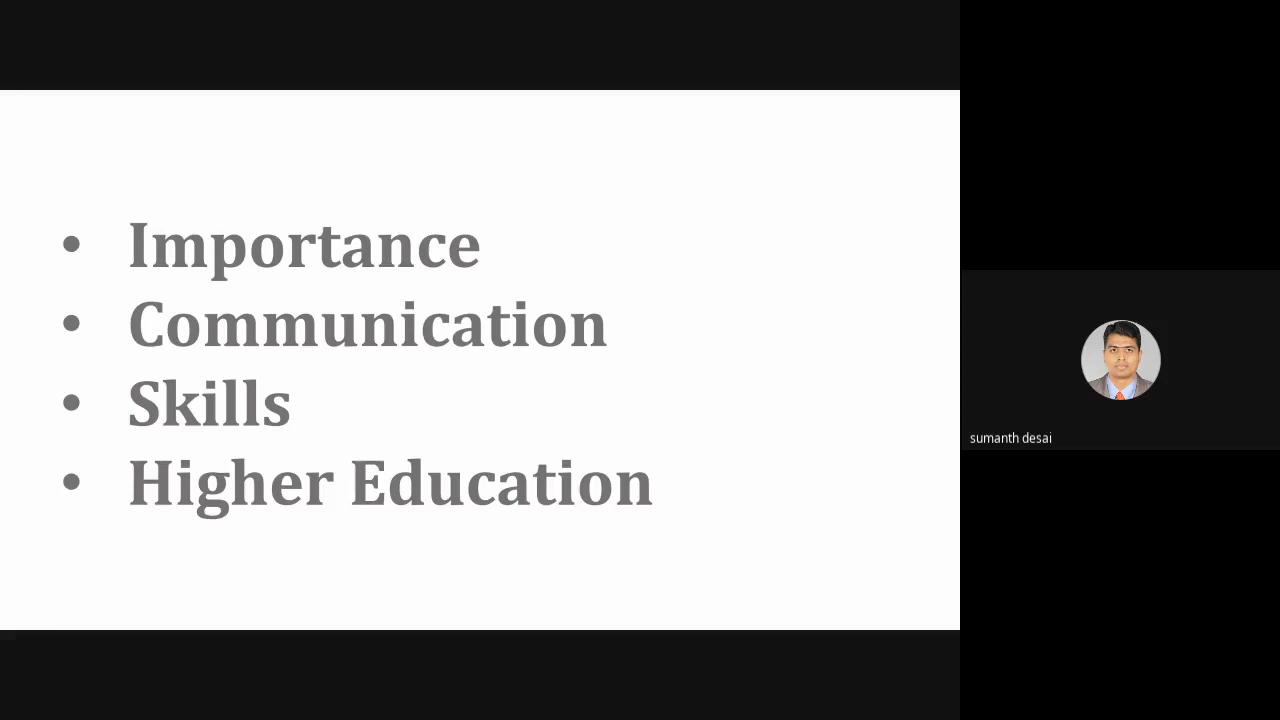 • Importance
• Communication
• Skills
• Higher Education
sumanth desai